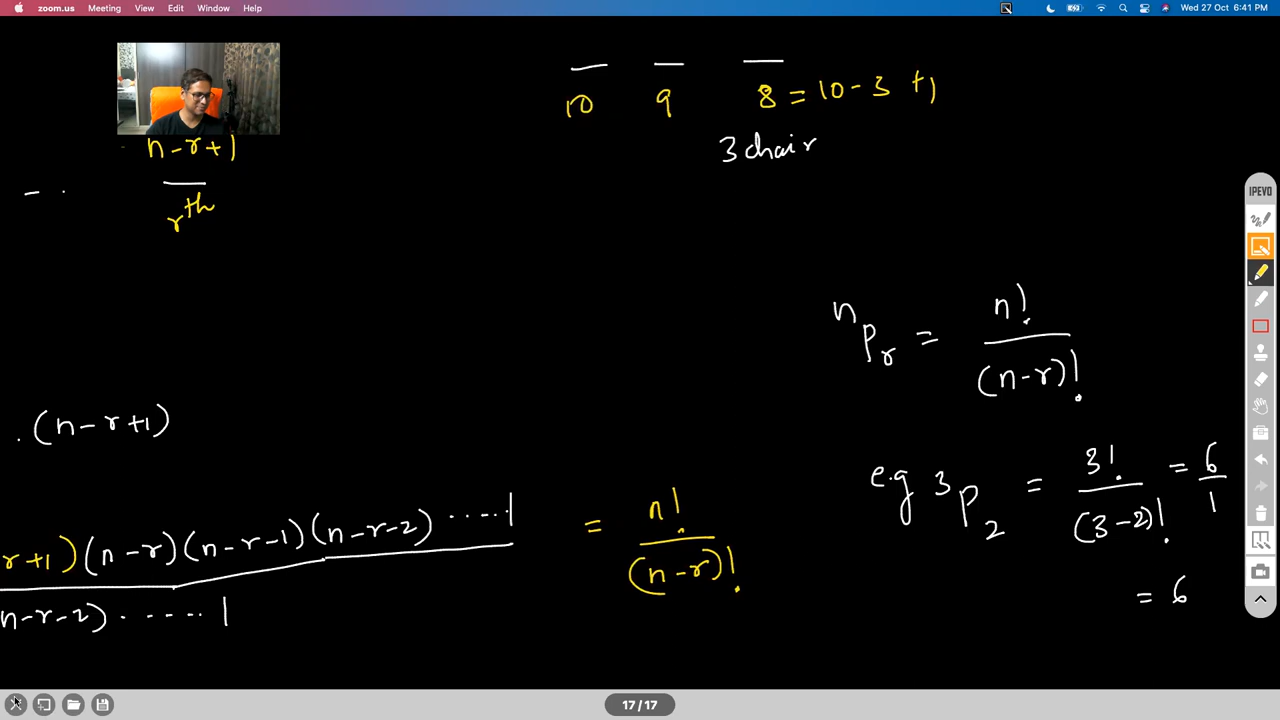 zoom.us Meeting View Edit Window Help Wed 27 Oct 6:41 PM
10 9 8 = 10 - 3 + 1
3 chair
n - r + 1
r th
IPEVO
nPr = n! / (n-r)!
. (n - r + 1)
e.g 3P2 = 3! / (3-2)! = 6/1
= 6
r+1) (n-r) (n-r-1) (n-r-2) ..... 1
n-r-2) ...... 1
= n! / (n-r)!
17 / 17